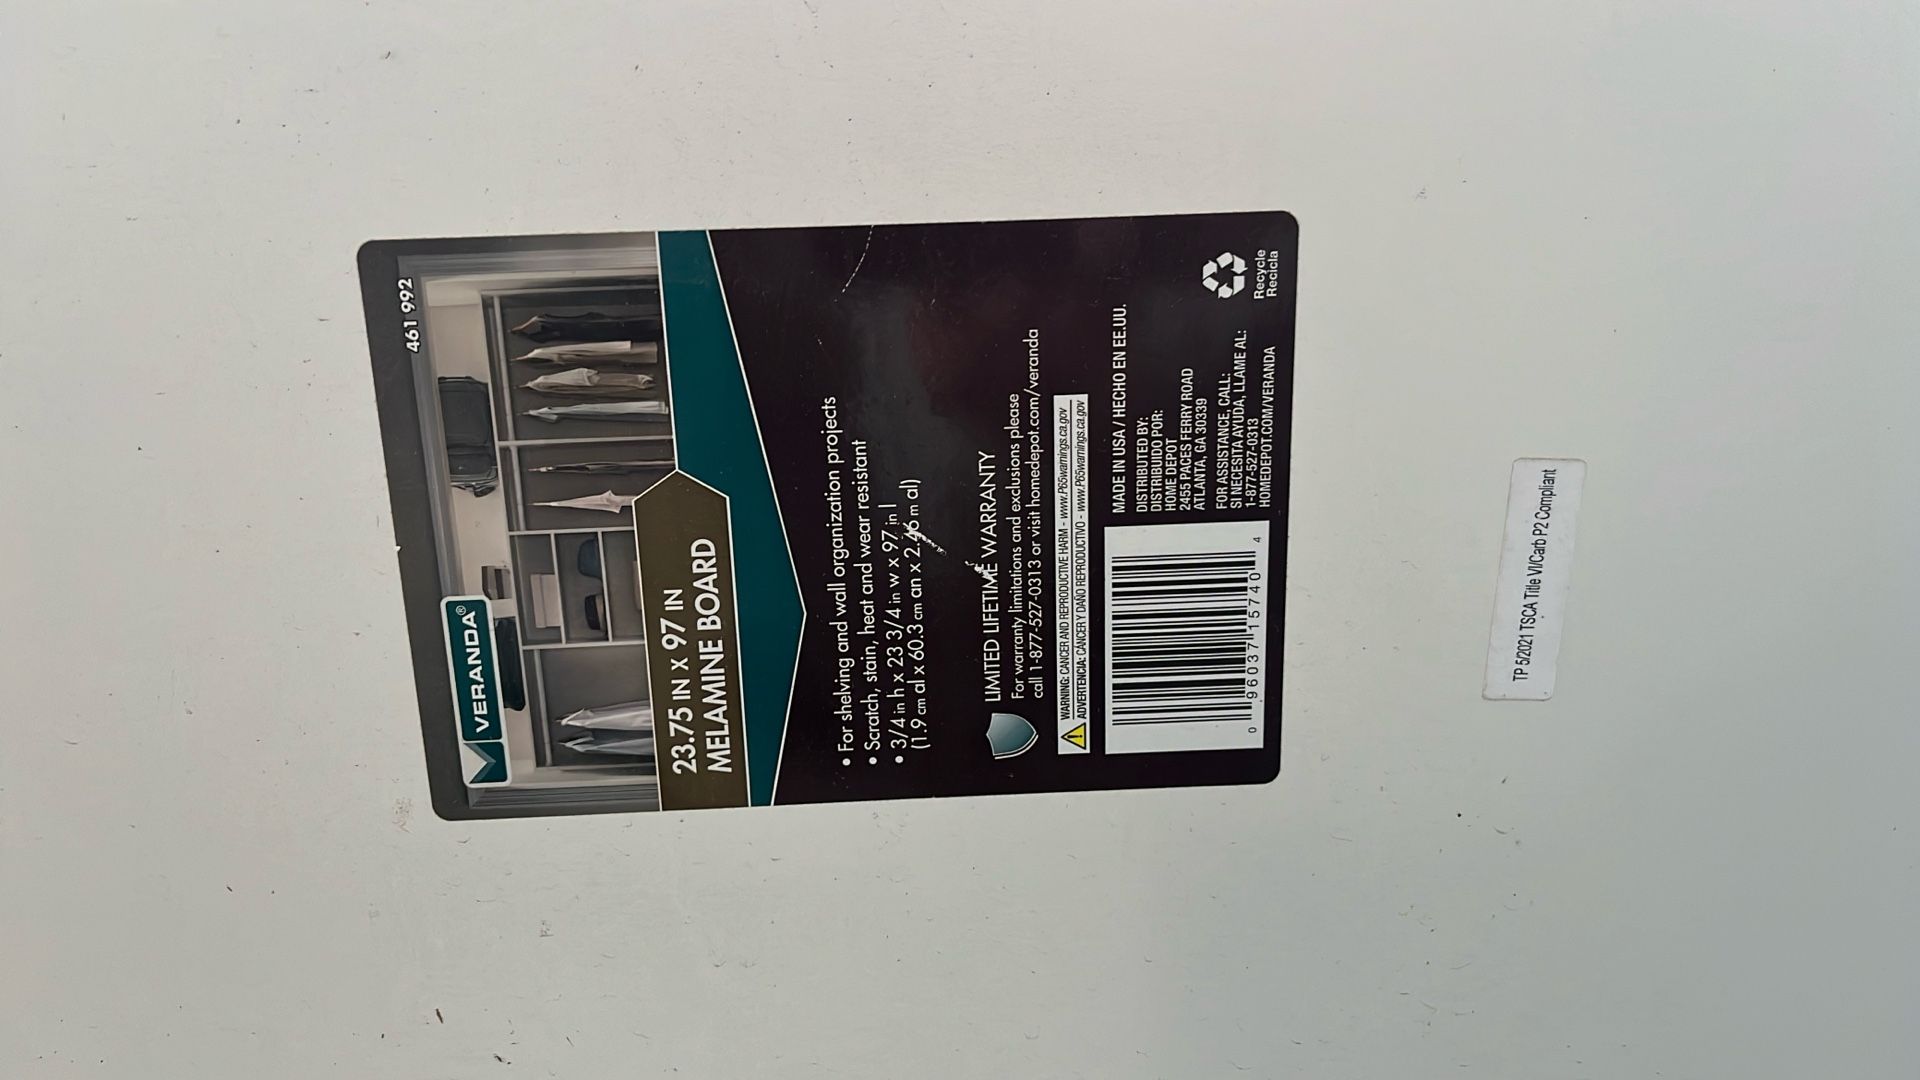 461 992
VERANDA®
23.75 IN X 97 IN
MELAMINE BOARD
• For shelving and wall organization projects
• Scratch, stain, heat and wear resistant
• 3/4 in h x 23 3/4 in w x 97 in l
(1.9 cm al x 60.3 cm an x 2.46 m al)
LIMITED LIFETIME WARRANTY
For warranty limitations and exclusions please
call 1-877-527-0313 or visit homedepot.com/veranda
WARNING: CANCER AND REPRODUCTIVE HARM - www.P65warnings.ca.gov
ADVERTENCIA: CÁNCER Y DAÑO REPRODUCTIVO - www.P65warnings.ca.gov
0 96037 15740 4
MADE IN USA / HECHO EN EE.UU.
DISTRIBUTED BY:
DISTRIBUIDO POR:
HOME DEPOT
2455 PACES FERRY ROAD
ATLANTA, GA 30339
FOR ASSISTANCE, CALL:
SI NECESITA AYUDA, LLAME AL:
1-877-527-0313
HOMEDEPOT.COM/VERANDA
Recycle
Recicla
TP 5/2021 TSCA Title VI/Carb P2 Compliant